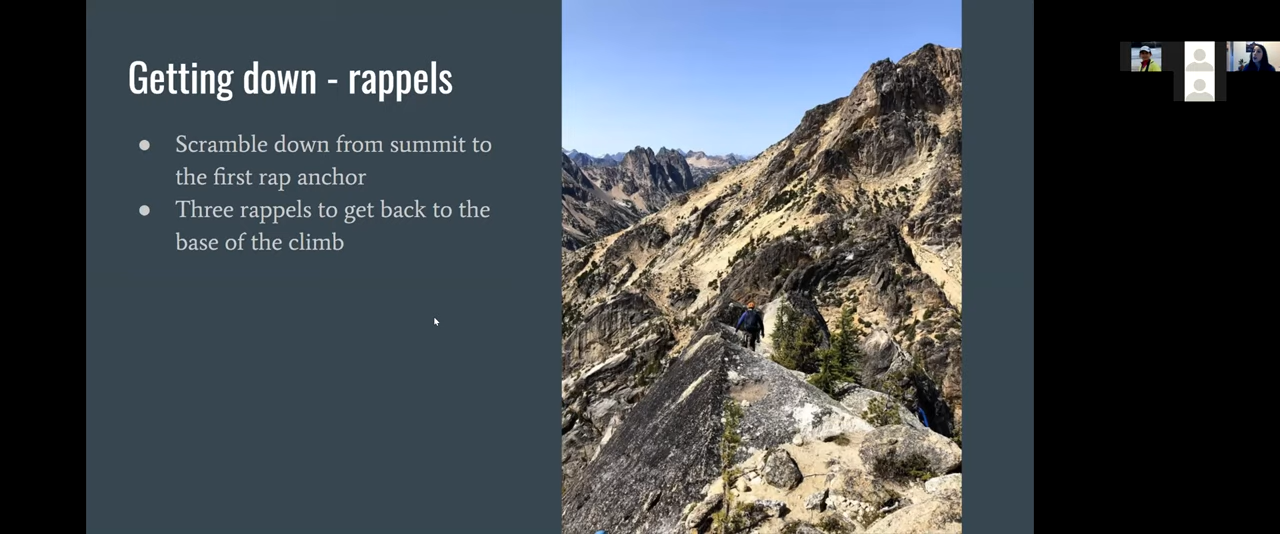 Getting down - rappels
● Scramble down from summit to
the first rap anchor
● Three rappels to get back to the
base of the climb